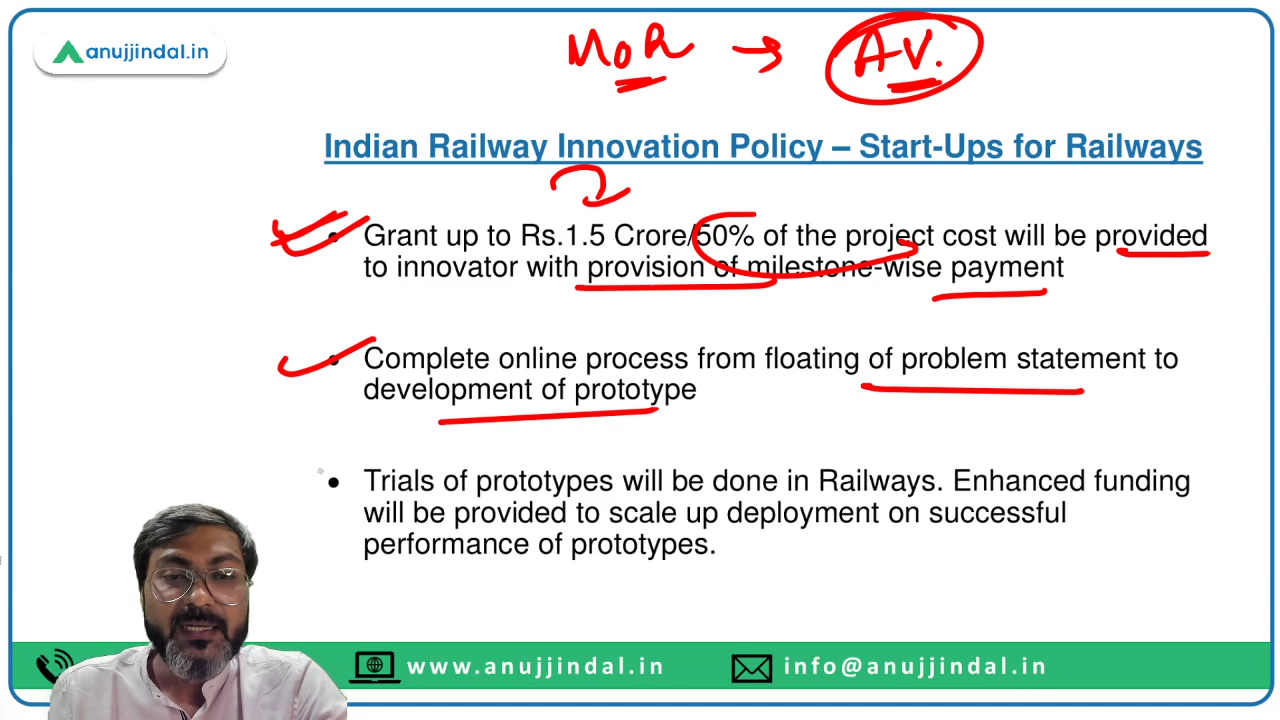 anujjindal.in
MoR → AV.
Indian Railway Innovation Policy – Start-Ups for Railways
• Grant up to Rs.1.5 Crore/50% of the project cost will be provided
to innovator with provision of milestone-wise payment
• Complete online process from floating of problem statement to
development of prototype
• Trials of prototypes will be done in Railways. Enhanced funding
will be provided to scale up deployment on successful
performance of prototypes.
www.anujjindal.in info@anujjindal.in